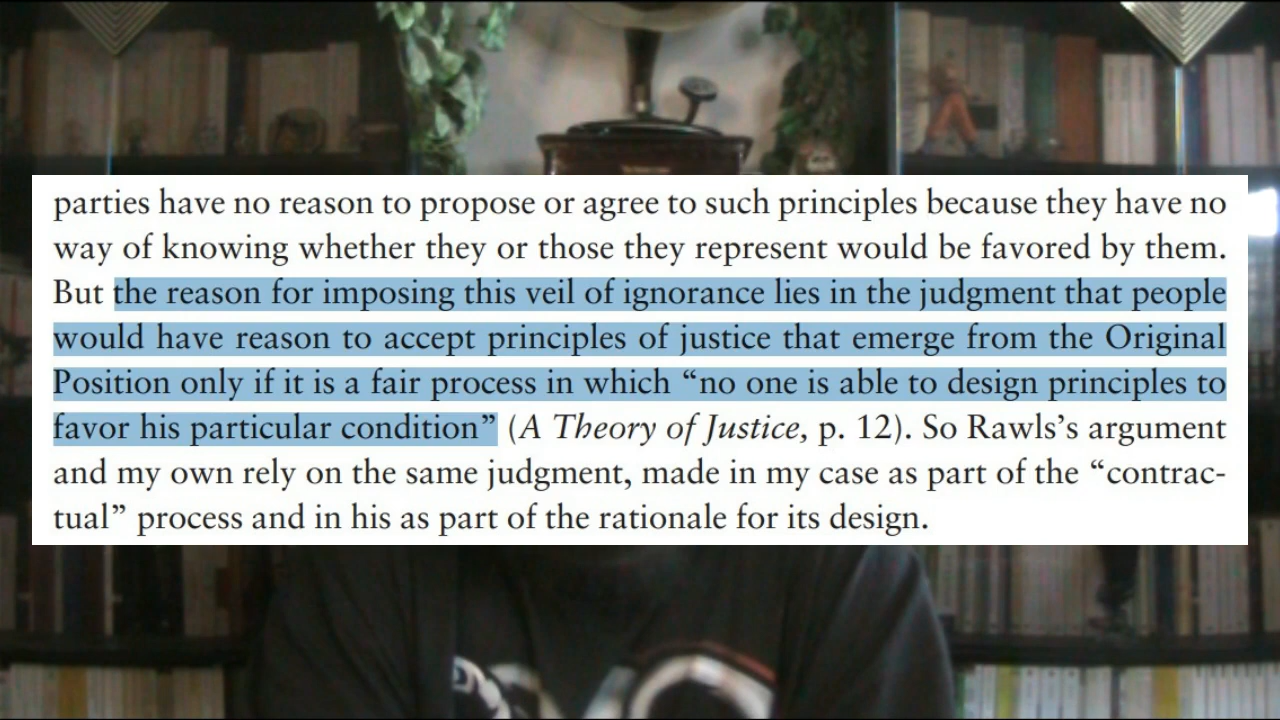 parties have no reason to propose or agree to such principles because they have no
way of knowing whether they or those they represent would be favored by them.
But the reason for imposing this veil of ignorance lies in the judgment that people
would have reason to accept principles of justice that emerge from the Original
Position only if it is a fair process in which “no one is able to design principles to
favor his particular condition” (A Theory of Justice, p. 12). So Rawls’s argument
and my own rely on the same judgment, made in my case as part of the “contrac-
tual” process and in his as part of the rationale for its design.